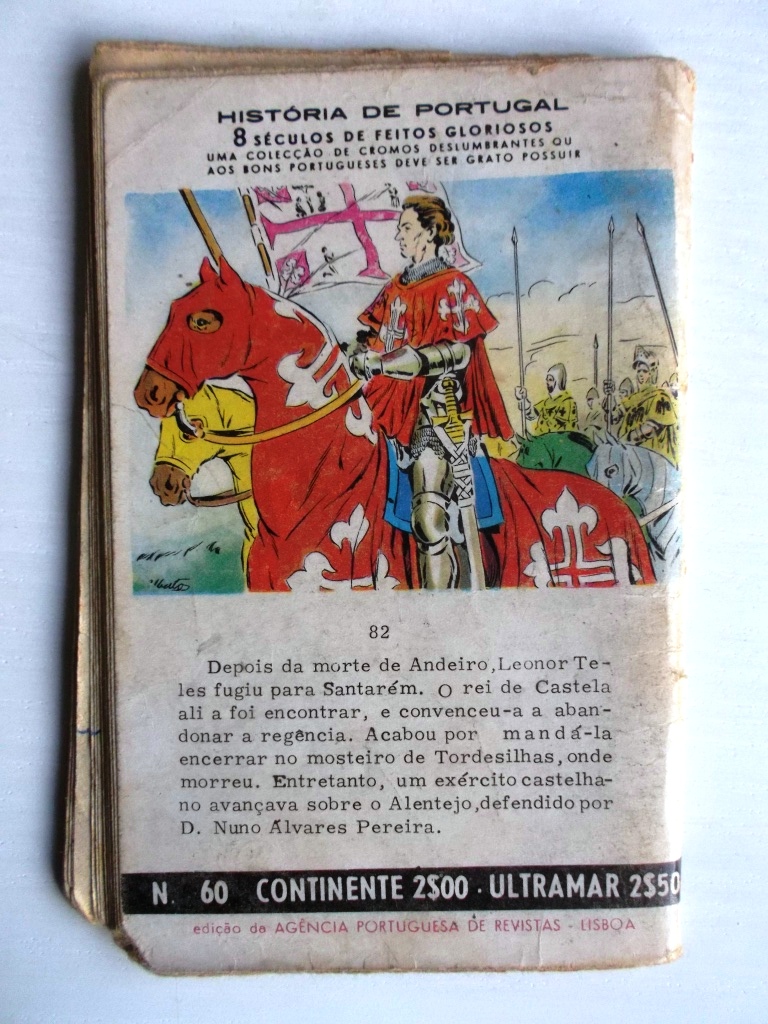 HISTÓRIA DE PORTUGAL
8 SÉCULOS DE FEITOS GLORIOSOS
UMA COLECÇÃO DE CROMOS DESLUMBRANTES QU
AOS BONS PORTUGUESES DEVE SER GRATO POSSUIR
82
Depois da morte de Andeiro, Leonor Te-
les fugiu para Santarém. O rei de Castela
ali a foi encontrar, e convenceu-a a aban-
donar a regência. Acabou por mandá-la
encerrar no mosteiro de Tordesilhas, onde
morreu. Entretanto, um exército castelha-
no avançava sobre o Alentejo, defendido por
D. Nuno Álvares Pereira.
N. 60 CONTINENTE 2$00 · ULTRAMAR 2$50
edição da AGÊNCIA PORTUGUESA DE REVISTAS - LISBOA